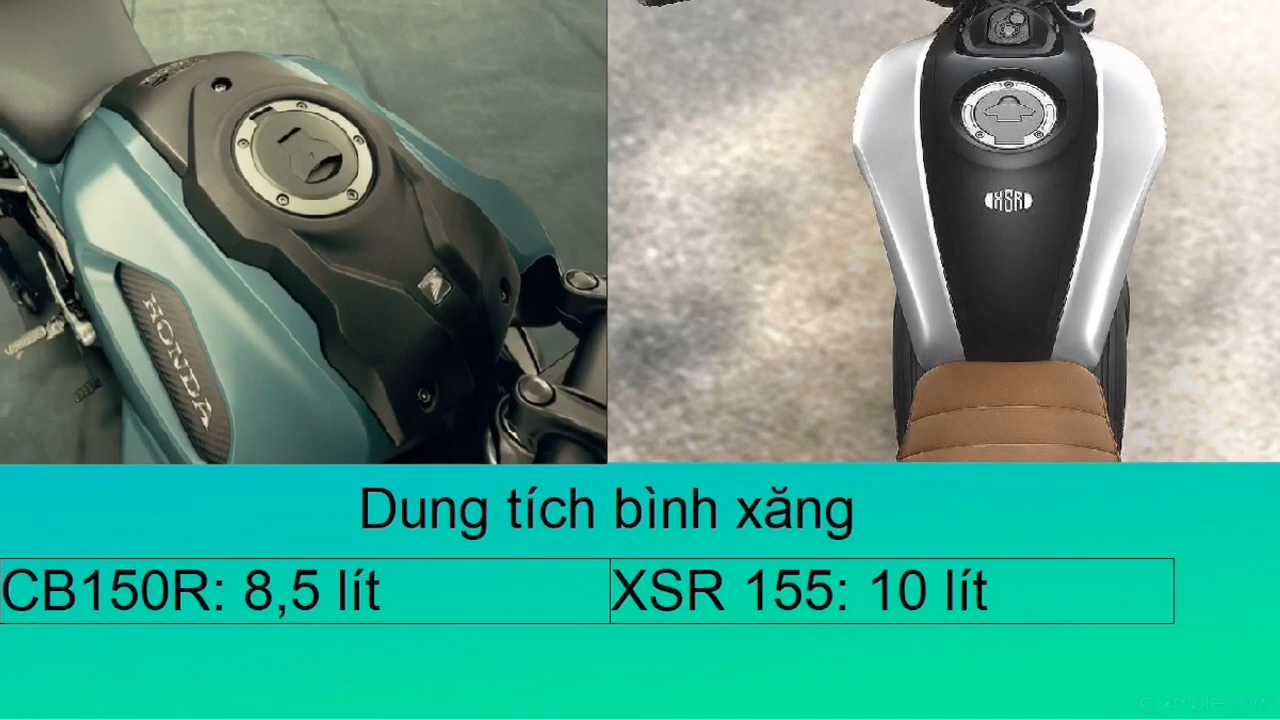 HONDA
XSR
Dung tích bình xăng
CB150R: 8,5 lít
XSR 155: 10 lít